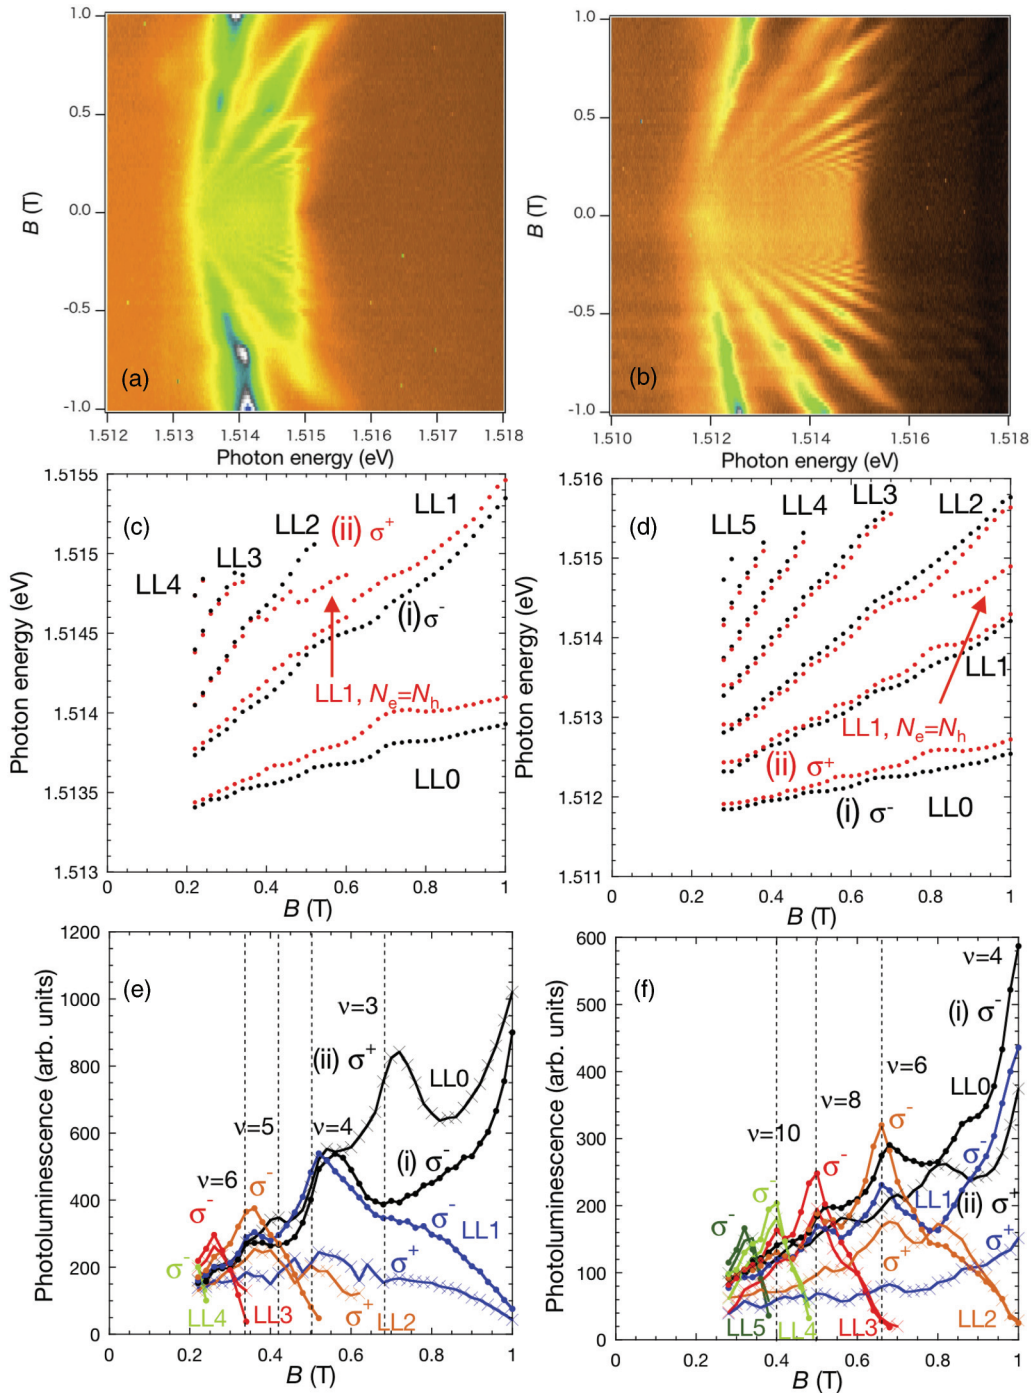 1.0
0.5
0.0
-0.5
-1.0
B (T)
(a)
1.512 1.513 1.514 1.515 1.516 1.517 1.518
Photon energy (eV)
1.0
0.5
0.0
-0.5
-1.0
B (T)
(b)
1.510 1.512 1.514 1.516 1.518
Photon energy (eV)
1.5155
1.515
1.5145
1.514
1.5135
1.513
Photon energy (eV)
(c)
LL4
LL3
LL2
(ii) σ+
LL1
(i) σ-
LL1, Ne=Nh
LL0
0 0.2 0.4 0.6 0.8 1
B (T)
1.516
1.515
1.514
1.513
1.512
1.511
Photon energy (eV)
(d)
LL5
LL4
LL3
LL2
LL1
LL1, Ne=Nh
(ii) σ+
(i) σ-
LL0
0 0.2 0.4 0.6 0.8 1
B (T)
1200
1000
800
600
400
200
0
Photoluminescence (arb. units)
(e)
ν=3
(ii) σ+
LL0
ν=5
ν=4
(i) σ-
ν=6
σ-
σ-
σ-
LL1
σ-
σ+
LL4
LL3
σ+
LL2
0 0.2 0.4 0.6 0.8 1
B (T)
600
500
400
300
200
100
0
Photoluminescence (arb. units)
(f)
ν=4
(i) σ-
ν=6
LL0
ν=8
σ-
ν=10
σ-
σ-
σ-
σ-
LL1
(ii) σ+
σ+
σ+
LL5
LL4
LL3
LL2
0 0.2 0.4 0.6 0.8 1
B (T)